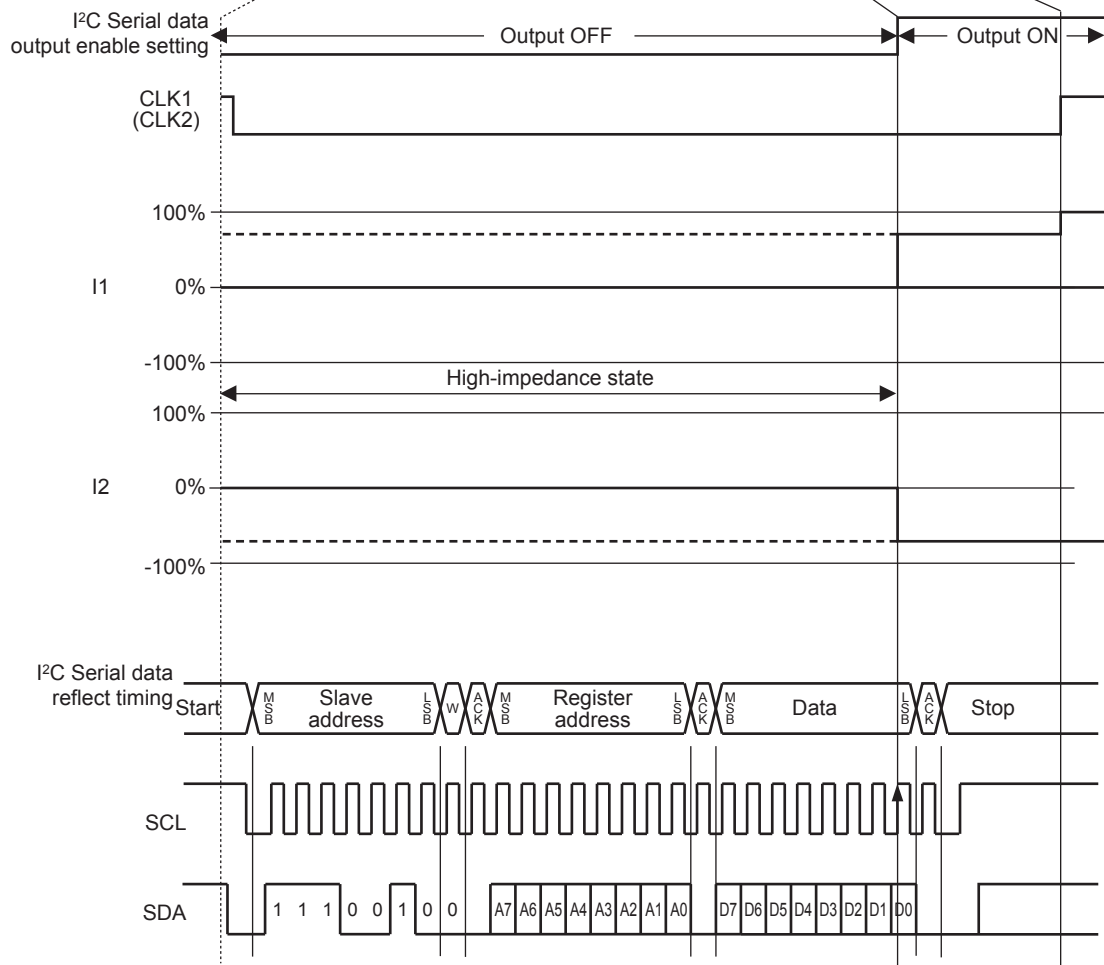 I²C Serial data
output enable setting
Output OFF
Output ON
CLK1
(CLK2)
100%
I1
0%
-100%
High-impedance state
100%
I2
0%
-100%
I²C Serial data
reflect timing
Start
MSB
Slave
address
LSB
W
ACK
MSB
Register
address
LSB
ACK
MSB
Data
LSB
ACK
Stop
SCL
SDA
1 1 1 0 0 1 0 0
A7 A6 A5 A4 A3 A2 A1 A0
D7 D6 D5 D4 D3 D2 D1 D0